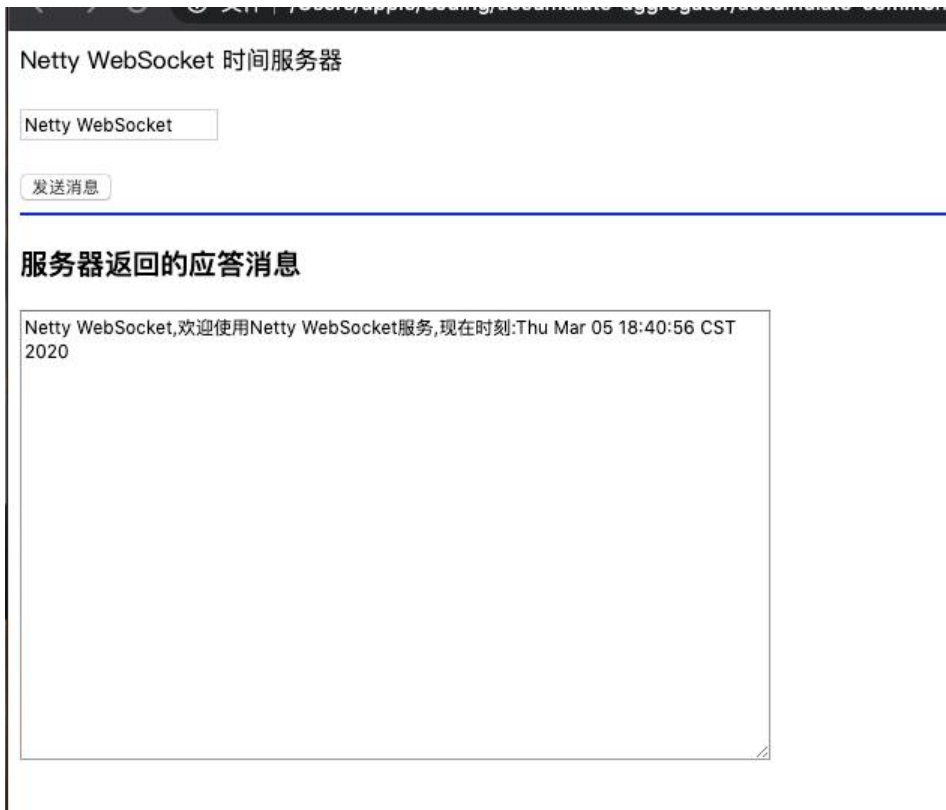 Netty WebSocket 时间服务器
Netty WebSocket
发送消息
服务器返回的应答消息
Netty WebSocket,欢迎使用Netty WebSocket服务,现在时刻:Thu Mar 05 18:40:56 CST
2020